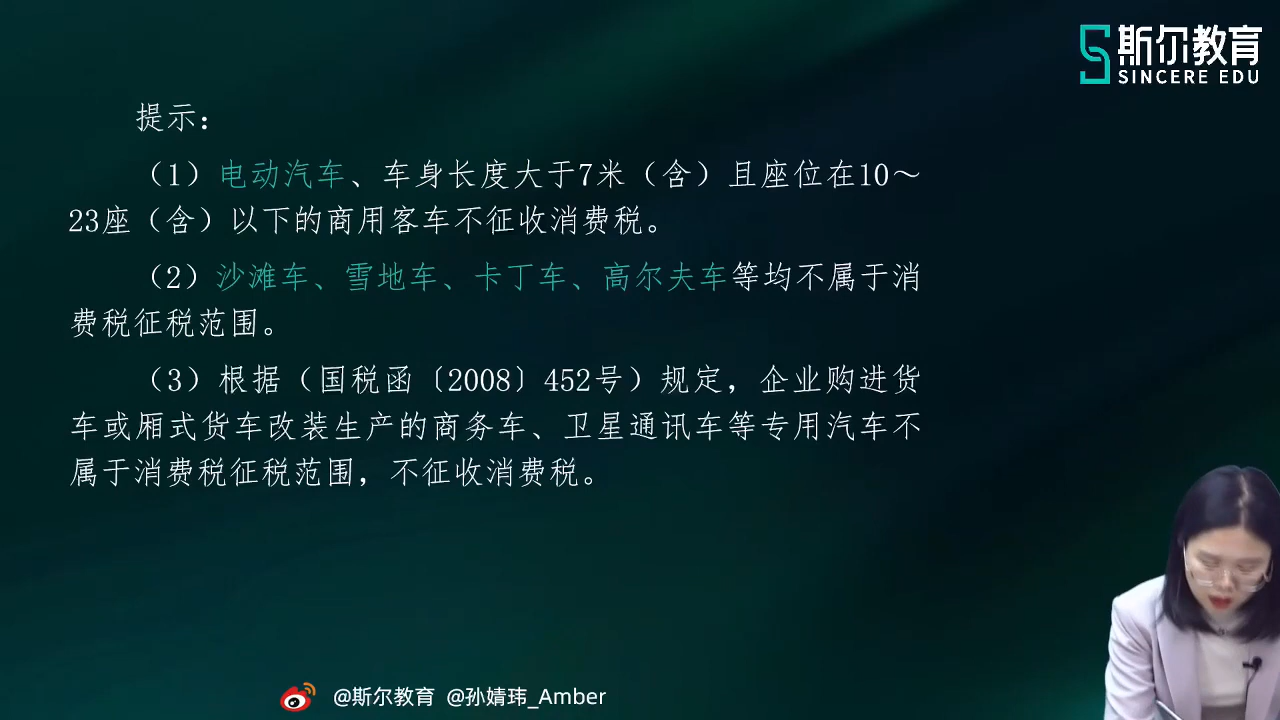 斯尔教育
SINCERE EDU
提示：
（1）电动汽车、车身长度大于7米（含）且座位在10～
23座（含）以下的商用客车不征收消费税。
（2）沙滩车、雪地车、卡丁车、高尔夫车等均不属于消
费税征税范围。
（3）根据（国税函〔2008〕452号）规定，企业购进货
车或厢式货车改装生产的商务车、卫星通讯车等专用汽车不
属于消费税征税范围，不征收消费税。
@斯尔教育 @孙婧玮_Amber